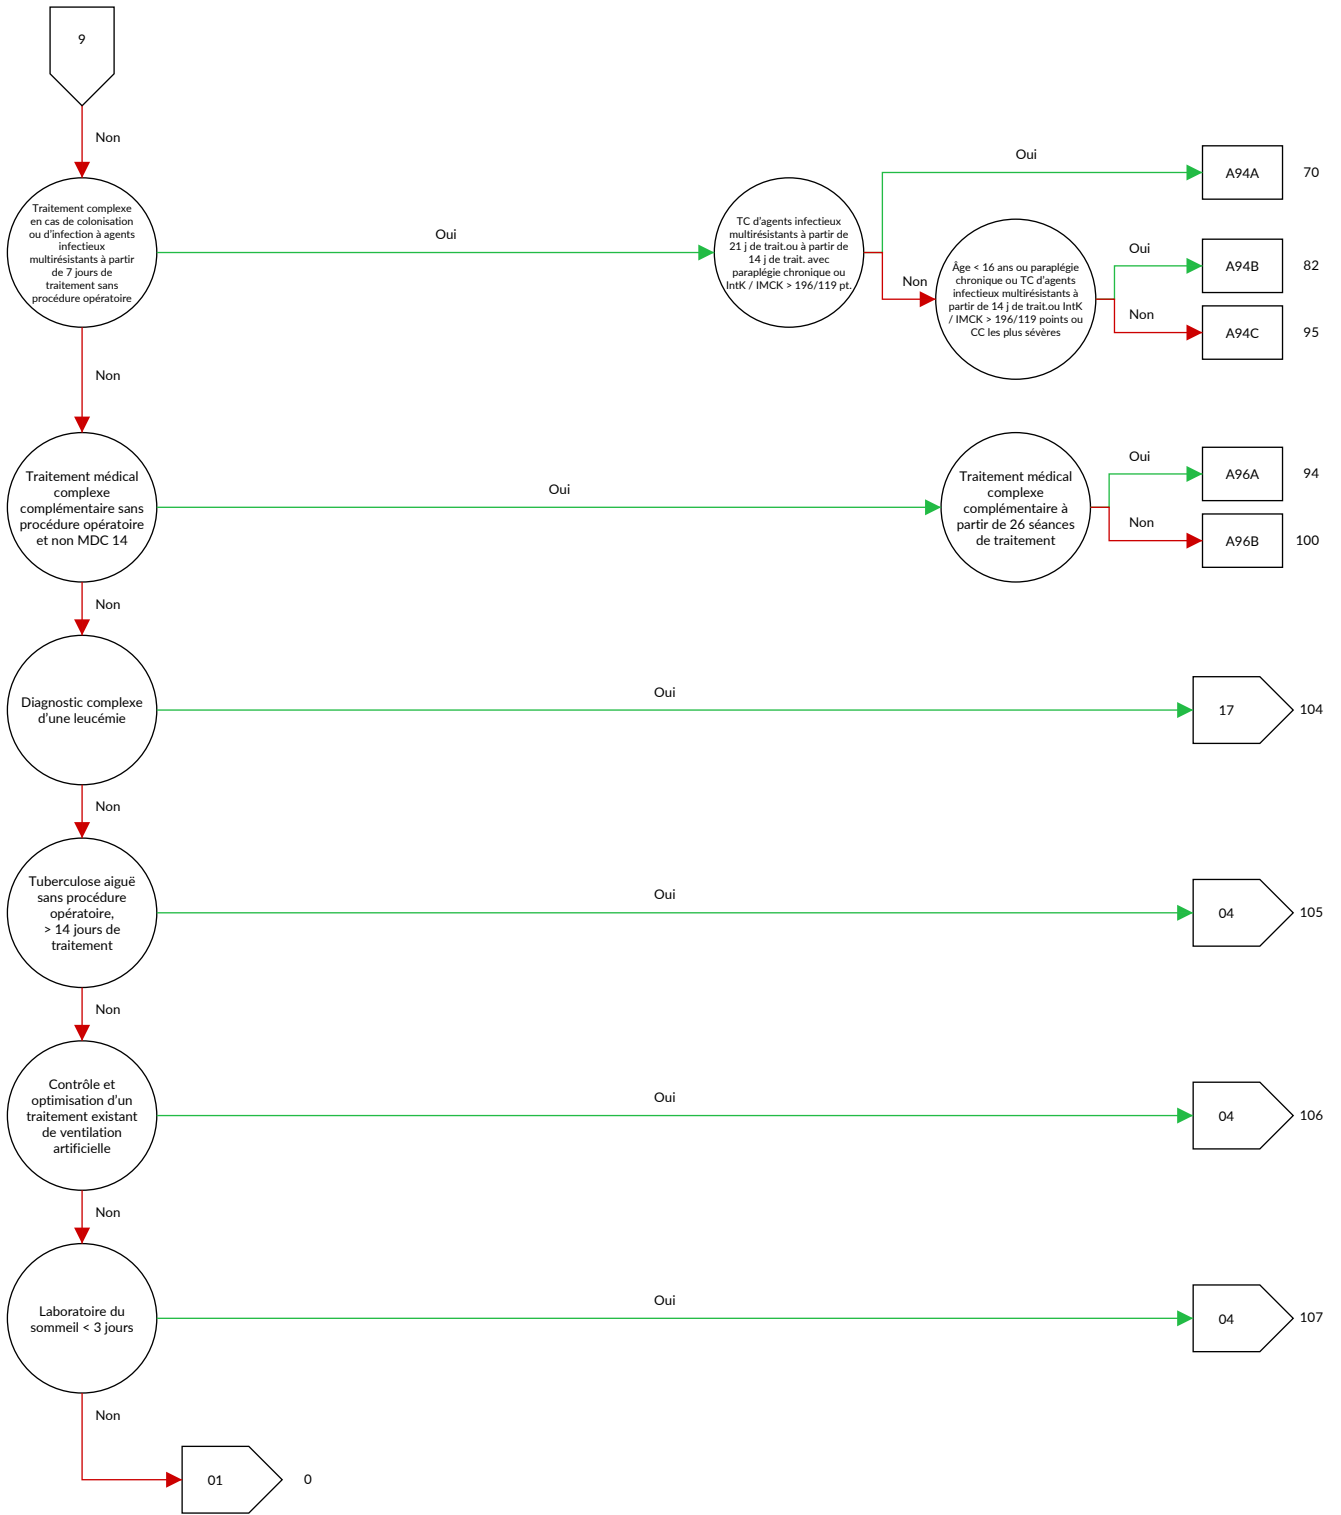 9
Non
Traitement complexe
en cas de colonisation
ou d'infection à agents
infectieux
multirésistants à partir
de 7 jours de
traitement sans
procédure opératoire
Oui
TC d'agents infectieux
multirésistants à partir de
21 j de trait.ou à partir de
14 j de trait. avec
paraplégie chronique ou
IntK / IMCK > 196/119 pt.
Oui
A94A
70
Non
Âge < 16 ans ou paraplégie
chronique ou TC d'agents
infectieux multirésistants à
partir de 14 j de trait.ou IntK
/ IMCK > 196/119 points ou
CC les plus sévères
Oui
A94B
82
Non
A94C
95
Non
Traitement médical
complexe
complémentaire sans
procédure opératoire
et non MDC 14
Oui
Traitement médical
complexe
complémentaire à
partir de 26 séances
de traitement
Oui
A96A
94
Non
A96B
100
Non
Diagnostic complexe
d'une leucémie
Oui
17
104
Non
Tuberculose aiguë
sans procédure
opératoire,
> 14 jours de
traitement
Oui
04
105
Non
Contrôle et
optimisation d'un
traitement existant
de ventilation
artificielle
Oui
04
106
Non
Laboratoire du
sommeil < 3 jours
Oui
04
107
Non
01
0